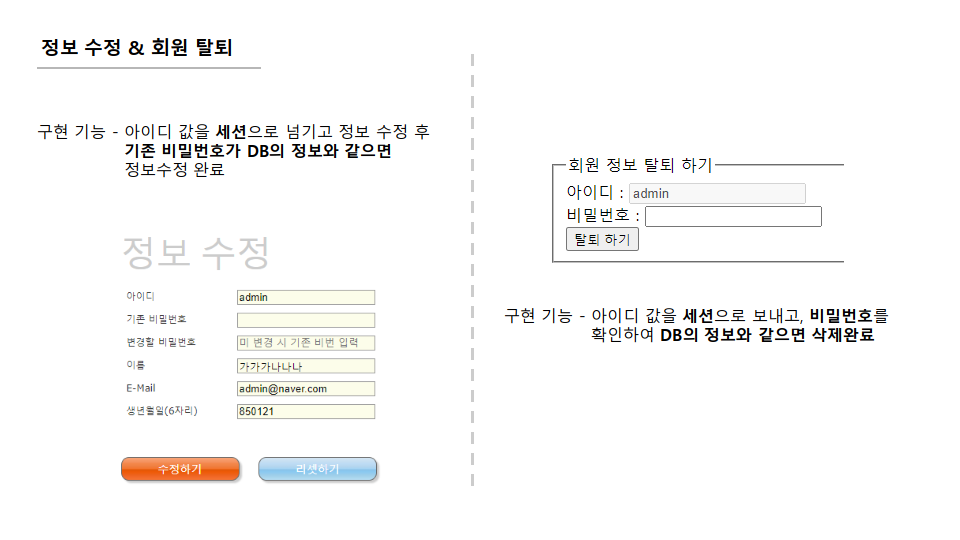 정보 수정 & 회원 탈퇴
구현 기능 - 아이디 값을 세션으로 넘기고 정보 수정 후
기존 비밀번호가 DB의 정보와 같으면
정보수정 완료
정보 수정
아이디 admin
기존 비밀번호
변경할 비밀번호 미 변경 시 기존 비번 입력
이름 가가가나나나
E-Mail admin@naver.com
생년월일(6자리) 850121
수정하기 리셋하기
회원 정보 탈퇴 하기
아이디 : admin
비밀번호 :
탈퇴 하기
구현 기능 - 아이디 값을 세션으로 보내고, 비밀번호를
확인하여 DB의 정보와 같으면 삭제완료